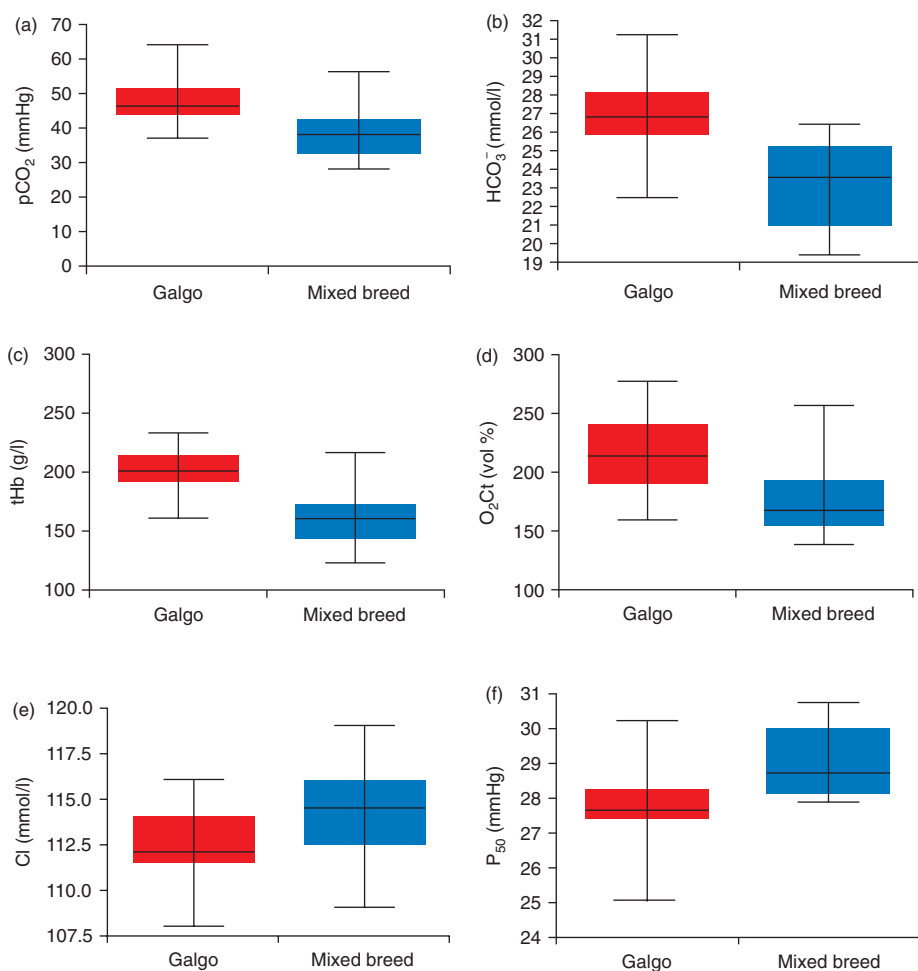 (a)
pCO₂ (mmHg)
70
60
50
40
30
20
10
0
Galgo
Mixed breed
(b)
HCO₃⁻ (mmol/l)
32
31
30
29
28
27
26
25
24
23
22
21
20
19
Galgo
Mixed breed
(c)
tHb (g/l)
300
250
200
150
100
Galgo
Mixed breed
(d)
O₂Ct (vol %)
300
250
200
150
100
Galgo
Mixed breed
(e)
Cl (mmol/l)
120.0
117.5
115.0
112.5
110.0
107.5
Galgo
Mixed breed
(f)
P₅₀ (mmHg)
31
30
29
28
27
26
25
24
Galgo
Mixed breed